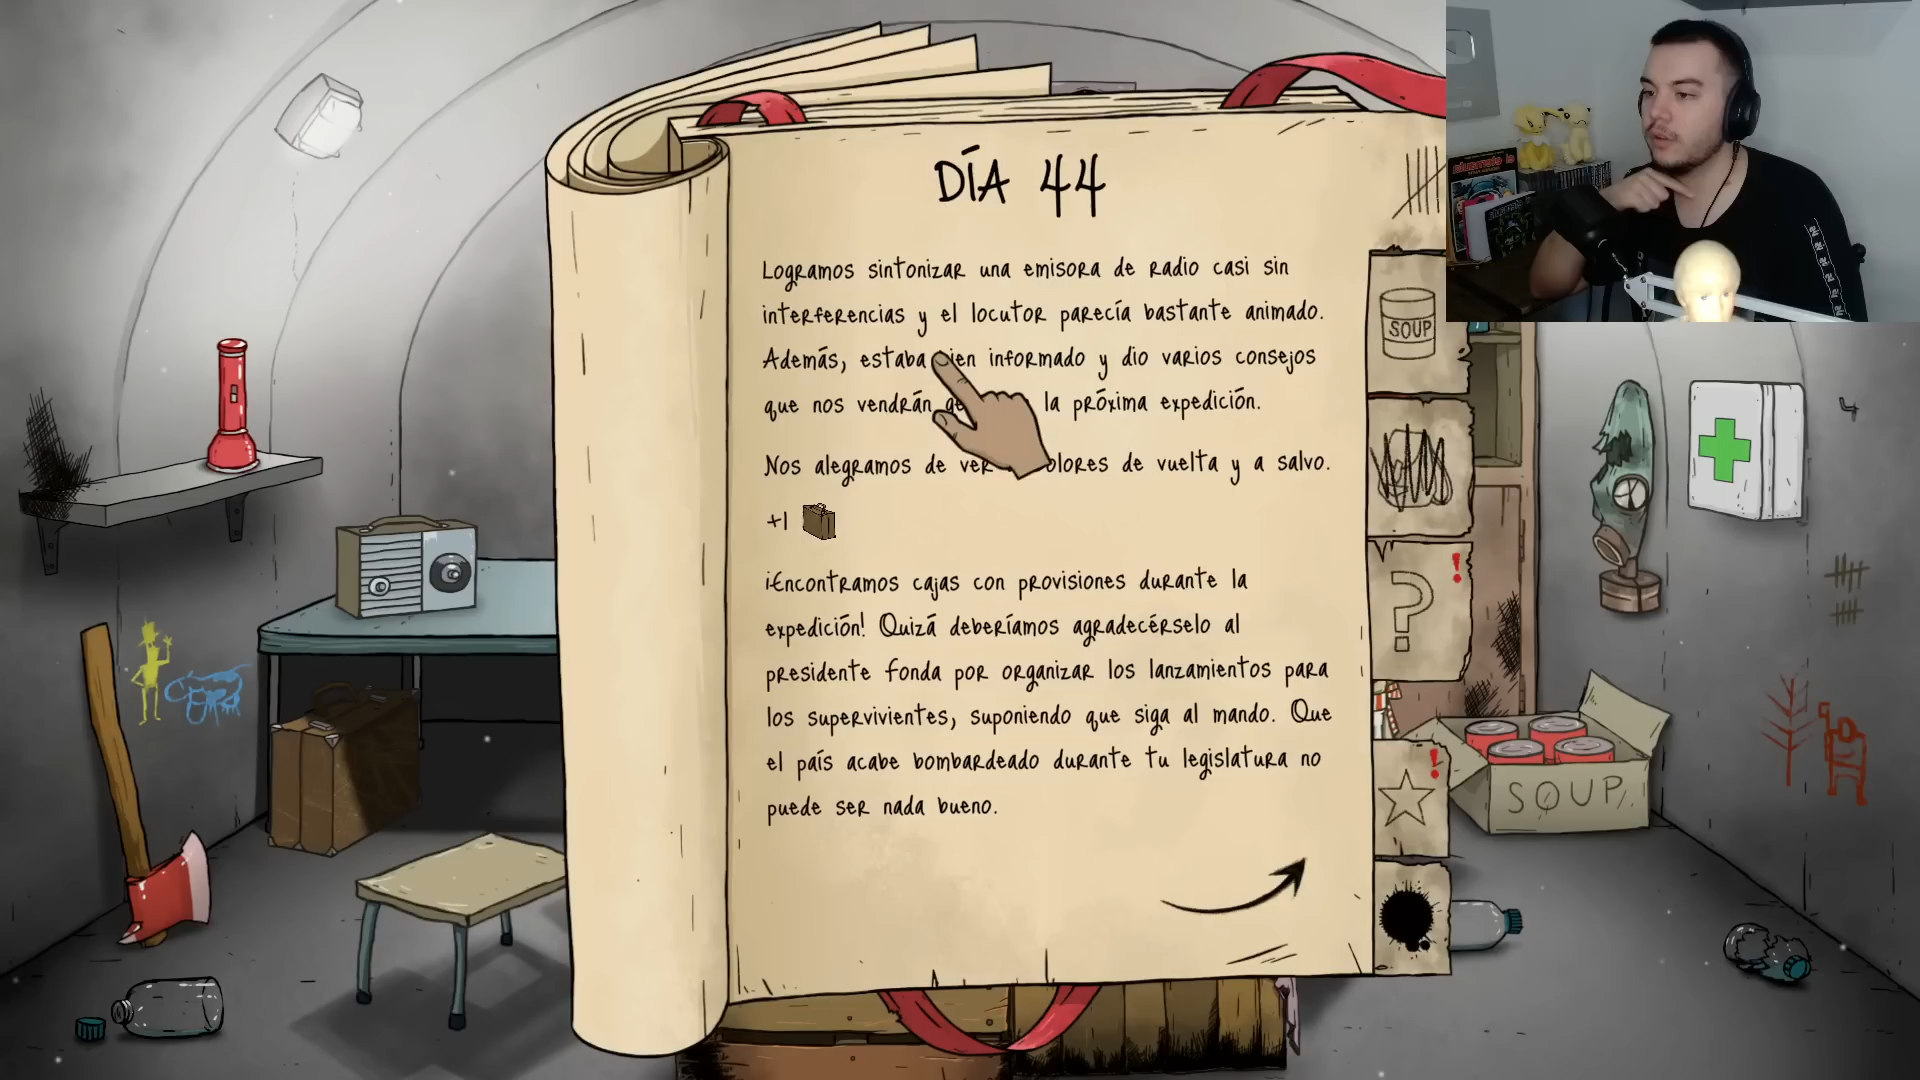 DÍA 44
Logramos sintonizar una emisora de radio casi sin
interferencias y el locutor parecía bastante animado.
Además, estaba bien informado y dio varios consejos
que nos vendrán la próxima expedición.
Nos alegramos de ver de vuelta y a salvo.
+1
¡Encontramos cajas con provisiones durante la
expedición! Quizá deberíamos agradecérselo al
presidente fonda por organizar los lanzamientos para
los supervivientes, suponiendo que siga al mando. Que
el país acabe bombardeado durante tu legislatura no
puede ser nada bueno.
SOUP
?
!
!
SOUP
4